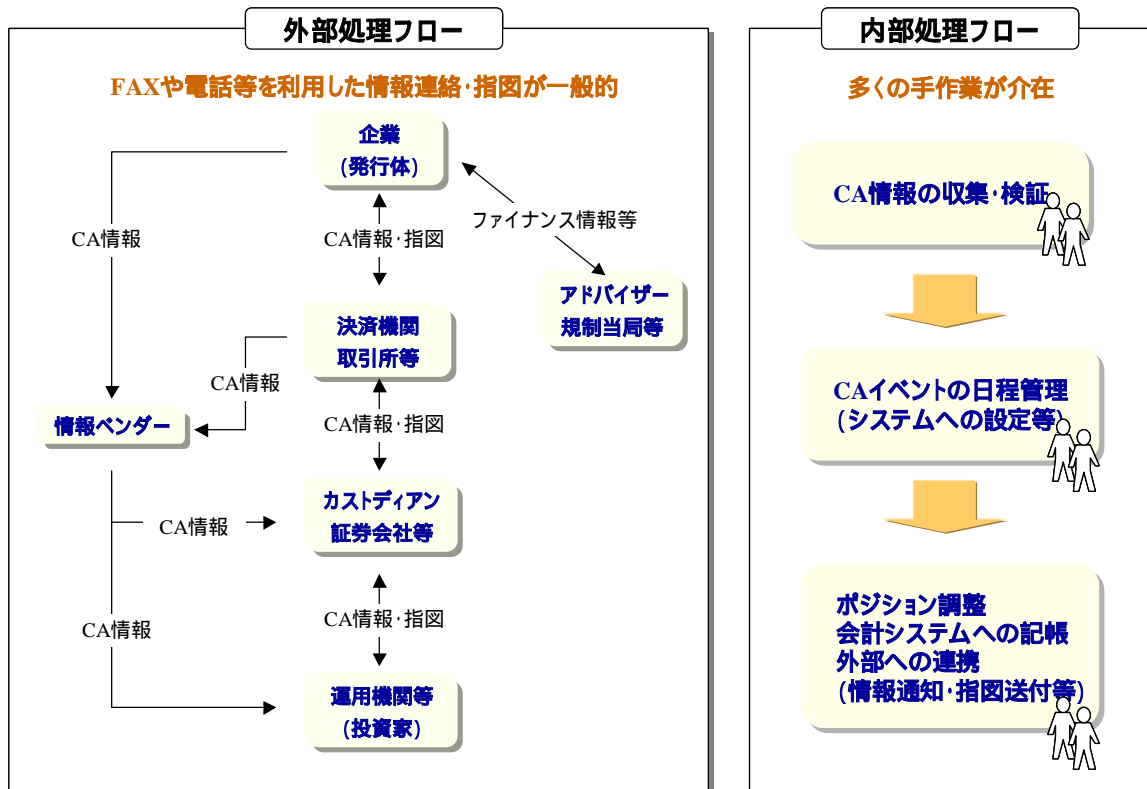 外部処理フロー
FAXや電話等を利用した情報連絡・指図が一般的
企業
(発行体)
CA情報
CA情報・指図
ファイナンス情報等
アドバイザー
規制当局等
決済機関
取引所等
CA情報
情報ベンダー
CA情報・指図
カストディアン
証券会社等
CA情報
CA情報・指図
CA情報
運用機関等
(投資家)
内部処理フロー
多くの手作業が介在
CA情報の収集・検証
CAイベントの日程管理
(システムへの設定等)
ポジション調整
会計システムへの記帳
外部への連携
(情報通知・指図送付等)